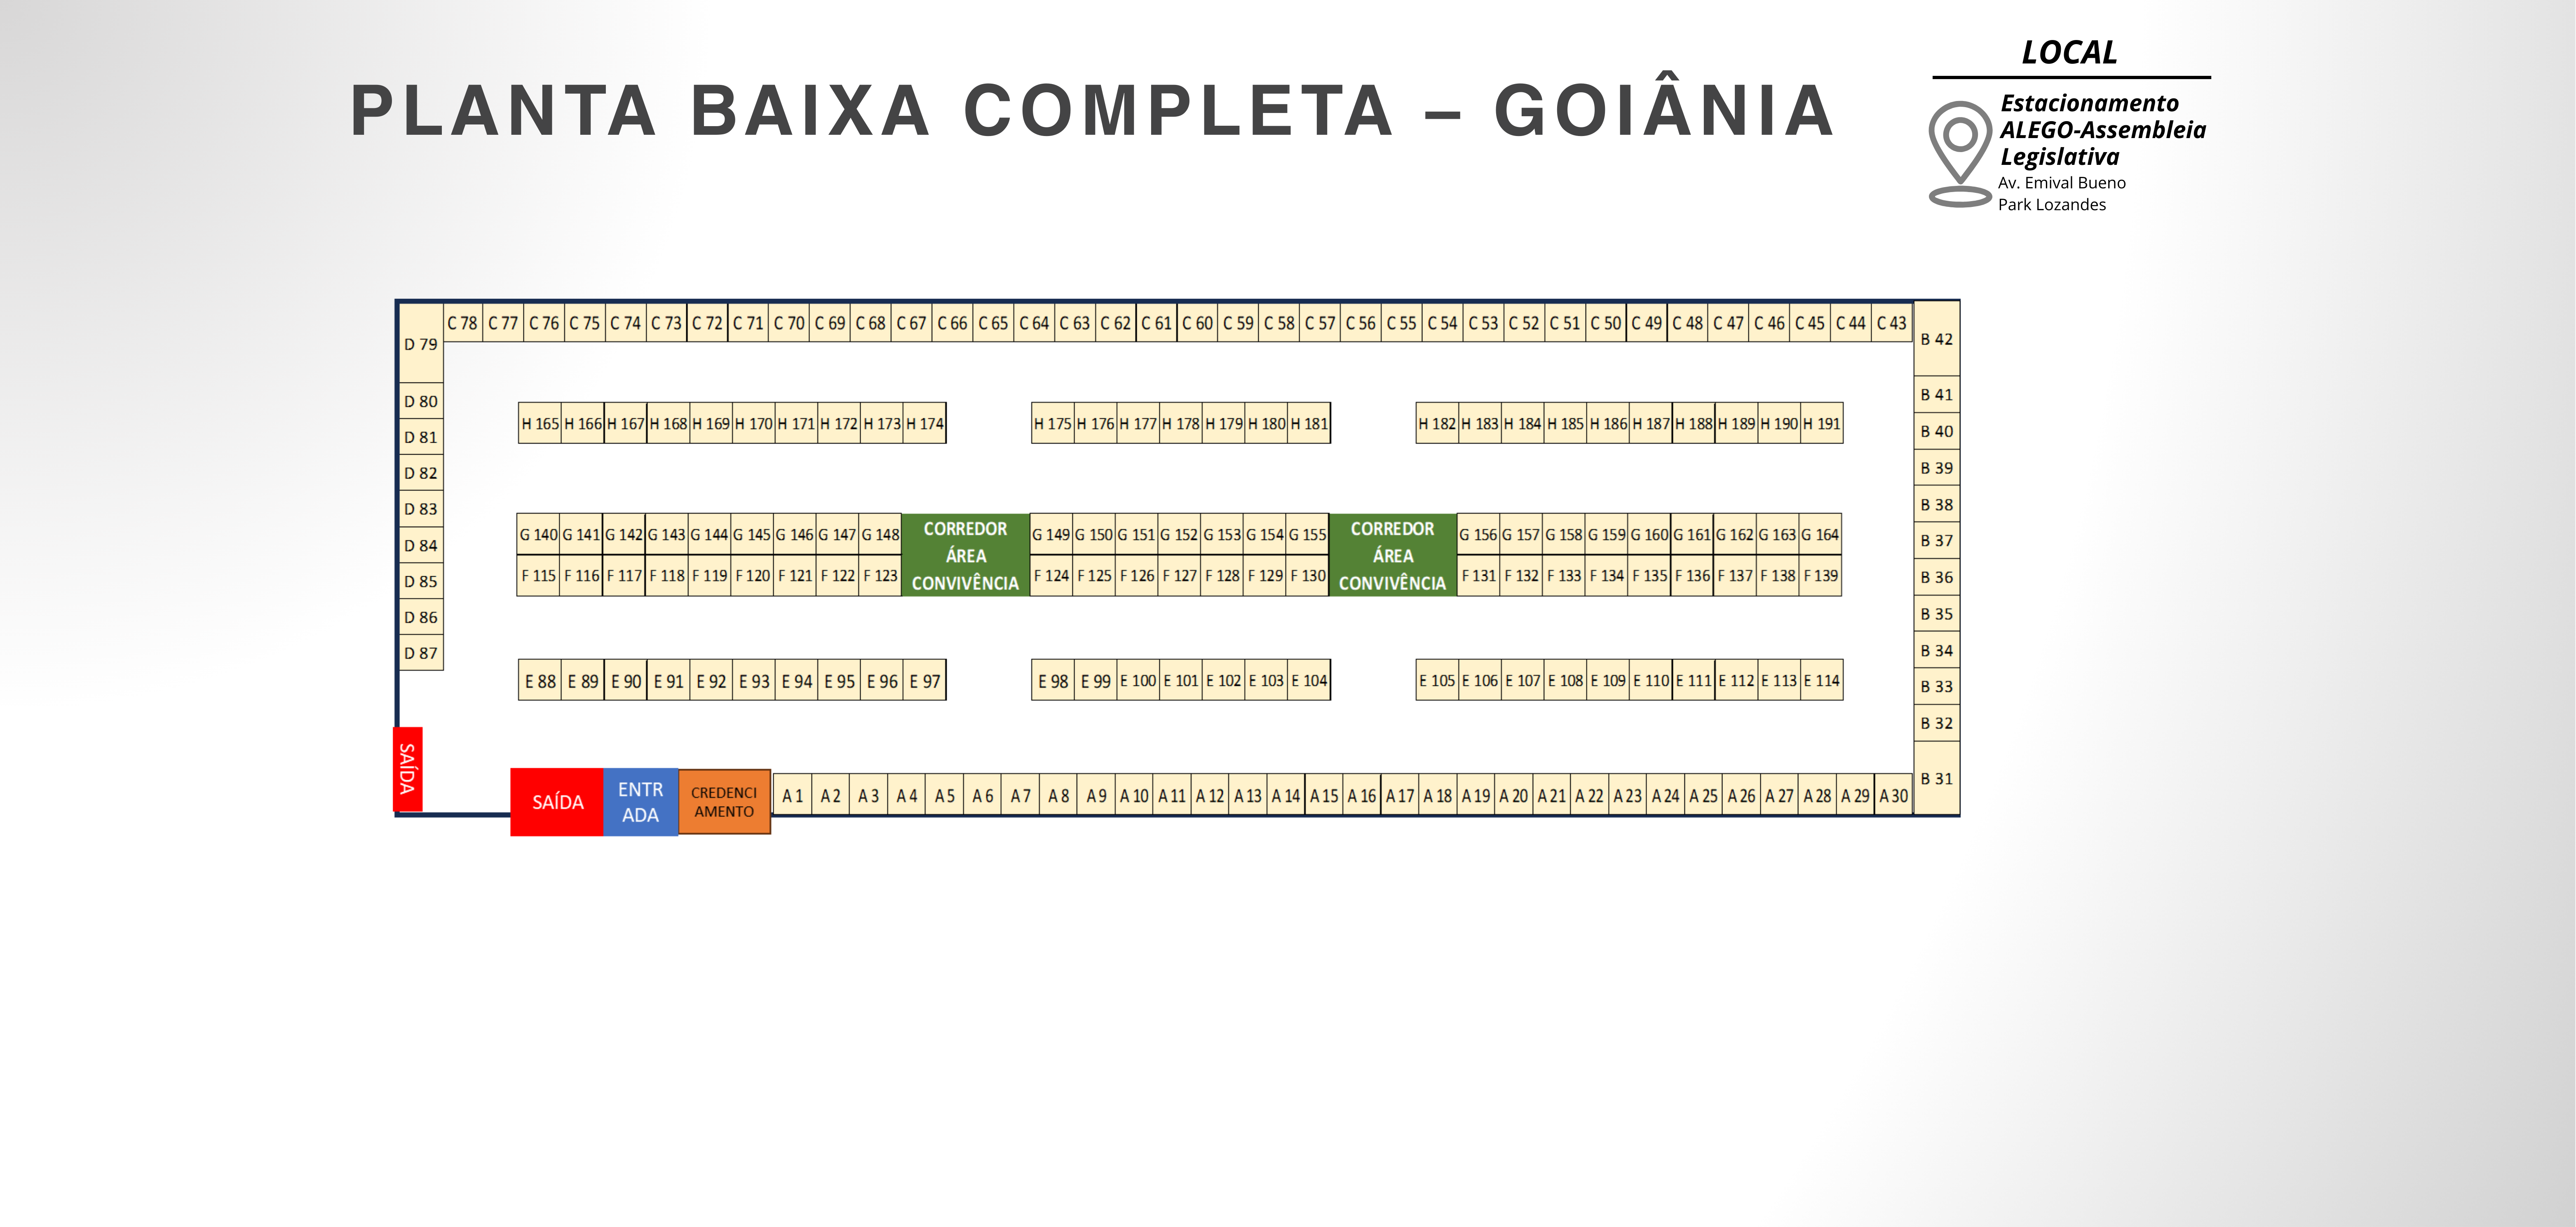 PLANTA BAIXA COMPLETA – GOIÂNIA
LOCAL
Estacionamento
ALEGO-Assembleia
Legislativa
Av. Emival Bueno
Park Lozandes
C 78 C 77 C 76 C 75 C 74 C 73 C 72 C 71 C 70 C 69 C 68 C 67 C 66 C 65 C 64 C 63 C 62 C 61 C 60 C 59 C 58 C 57 C 56 C 55 C 54 C 53 C 52 C 51 C 50 C 49 C 48 C 47 C 46 C 45 C 44 C 43
D 79
D 80
D 81
D 82
D 83
D 84
D 85
D 86
D 87
B 42
B 41
B 40
B 39
B 38
B 37
B 36
B 35
B 34
B 33
B 32
B 31
H 165 H 166 H 167 H 168 H 169 H 170 H 171 H 172 H 173 H 174
H 175 H 176 H 177 H 178 H 179 H 180 H 181
H 182 H 183 H 184 H 185 H 186 H 187 H 188 H 189 H 190 H 191
G 140 G 141 G 142 G 143 G 144 G 145 G 146 G 147 G 148
F 115 F 116 F 117 F 118 F 119 F 120 F 121 F 122 F 123
CORREDOR
ÁREA
CONVIVÊNCIA
G 149 G 150 G 151 G 152 G 153 G 154 G 155
F 124 F 125 F 126 F 127 F 128 F 129 F 130
CORREDOR
ÁREA
CONVIVÊNCIA
G 156 G 157 G 158 G 159 G 160 G 161 G 162 G 163 G 164
F 131 F 132 F 133 F 134 F 135 F 136 F 137 F 138 F 139
E 88 E 89 E 90 E 91 E 92 E 93 E 94 E 95 E 96 E 97
E 98 E 99 E 100 E 101 E 102 E 103 E 104
E 105 E 106 E 107 E 108 E 109 E 110 E 111 E 112 E 113 E 114
SAÍDA
SAÍDA
ENTR
ADA
CREDENCI
AMENTO
A 1 A 2 A 3 A 4 A 5 A 6 A 7 A 8 A 9 A 10 A 11 A 12 A 13 A 14 A 15 A 16 A 17 A 18 A 19 A 20 A 21 A 22 A 23 A 24 A 25 A 26 A 27 A 28 A 29 A 30